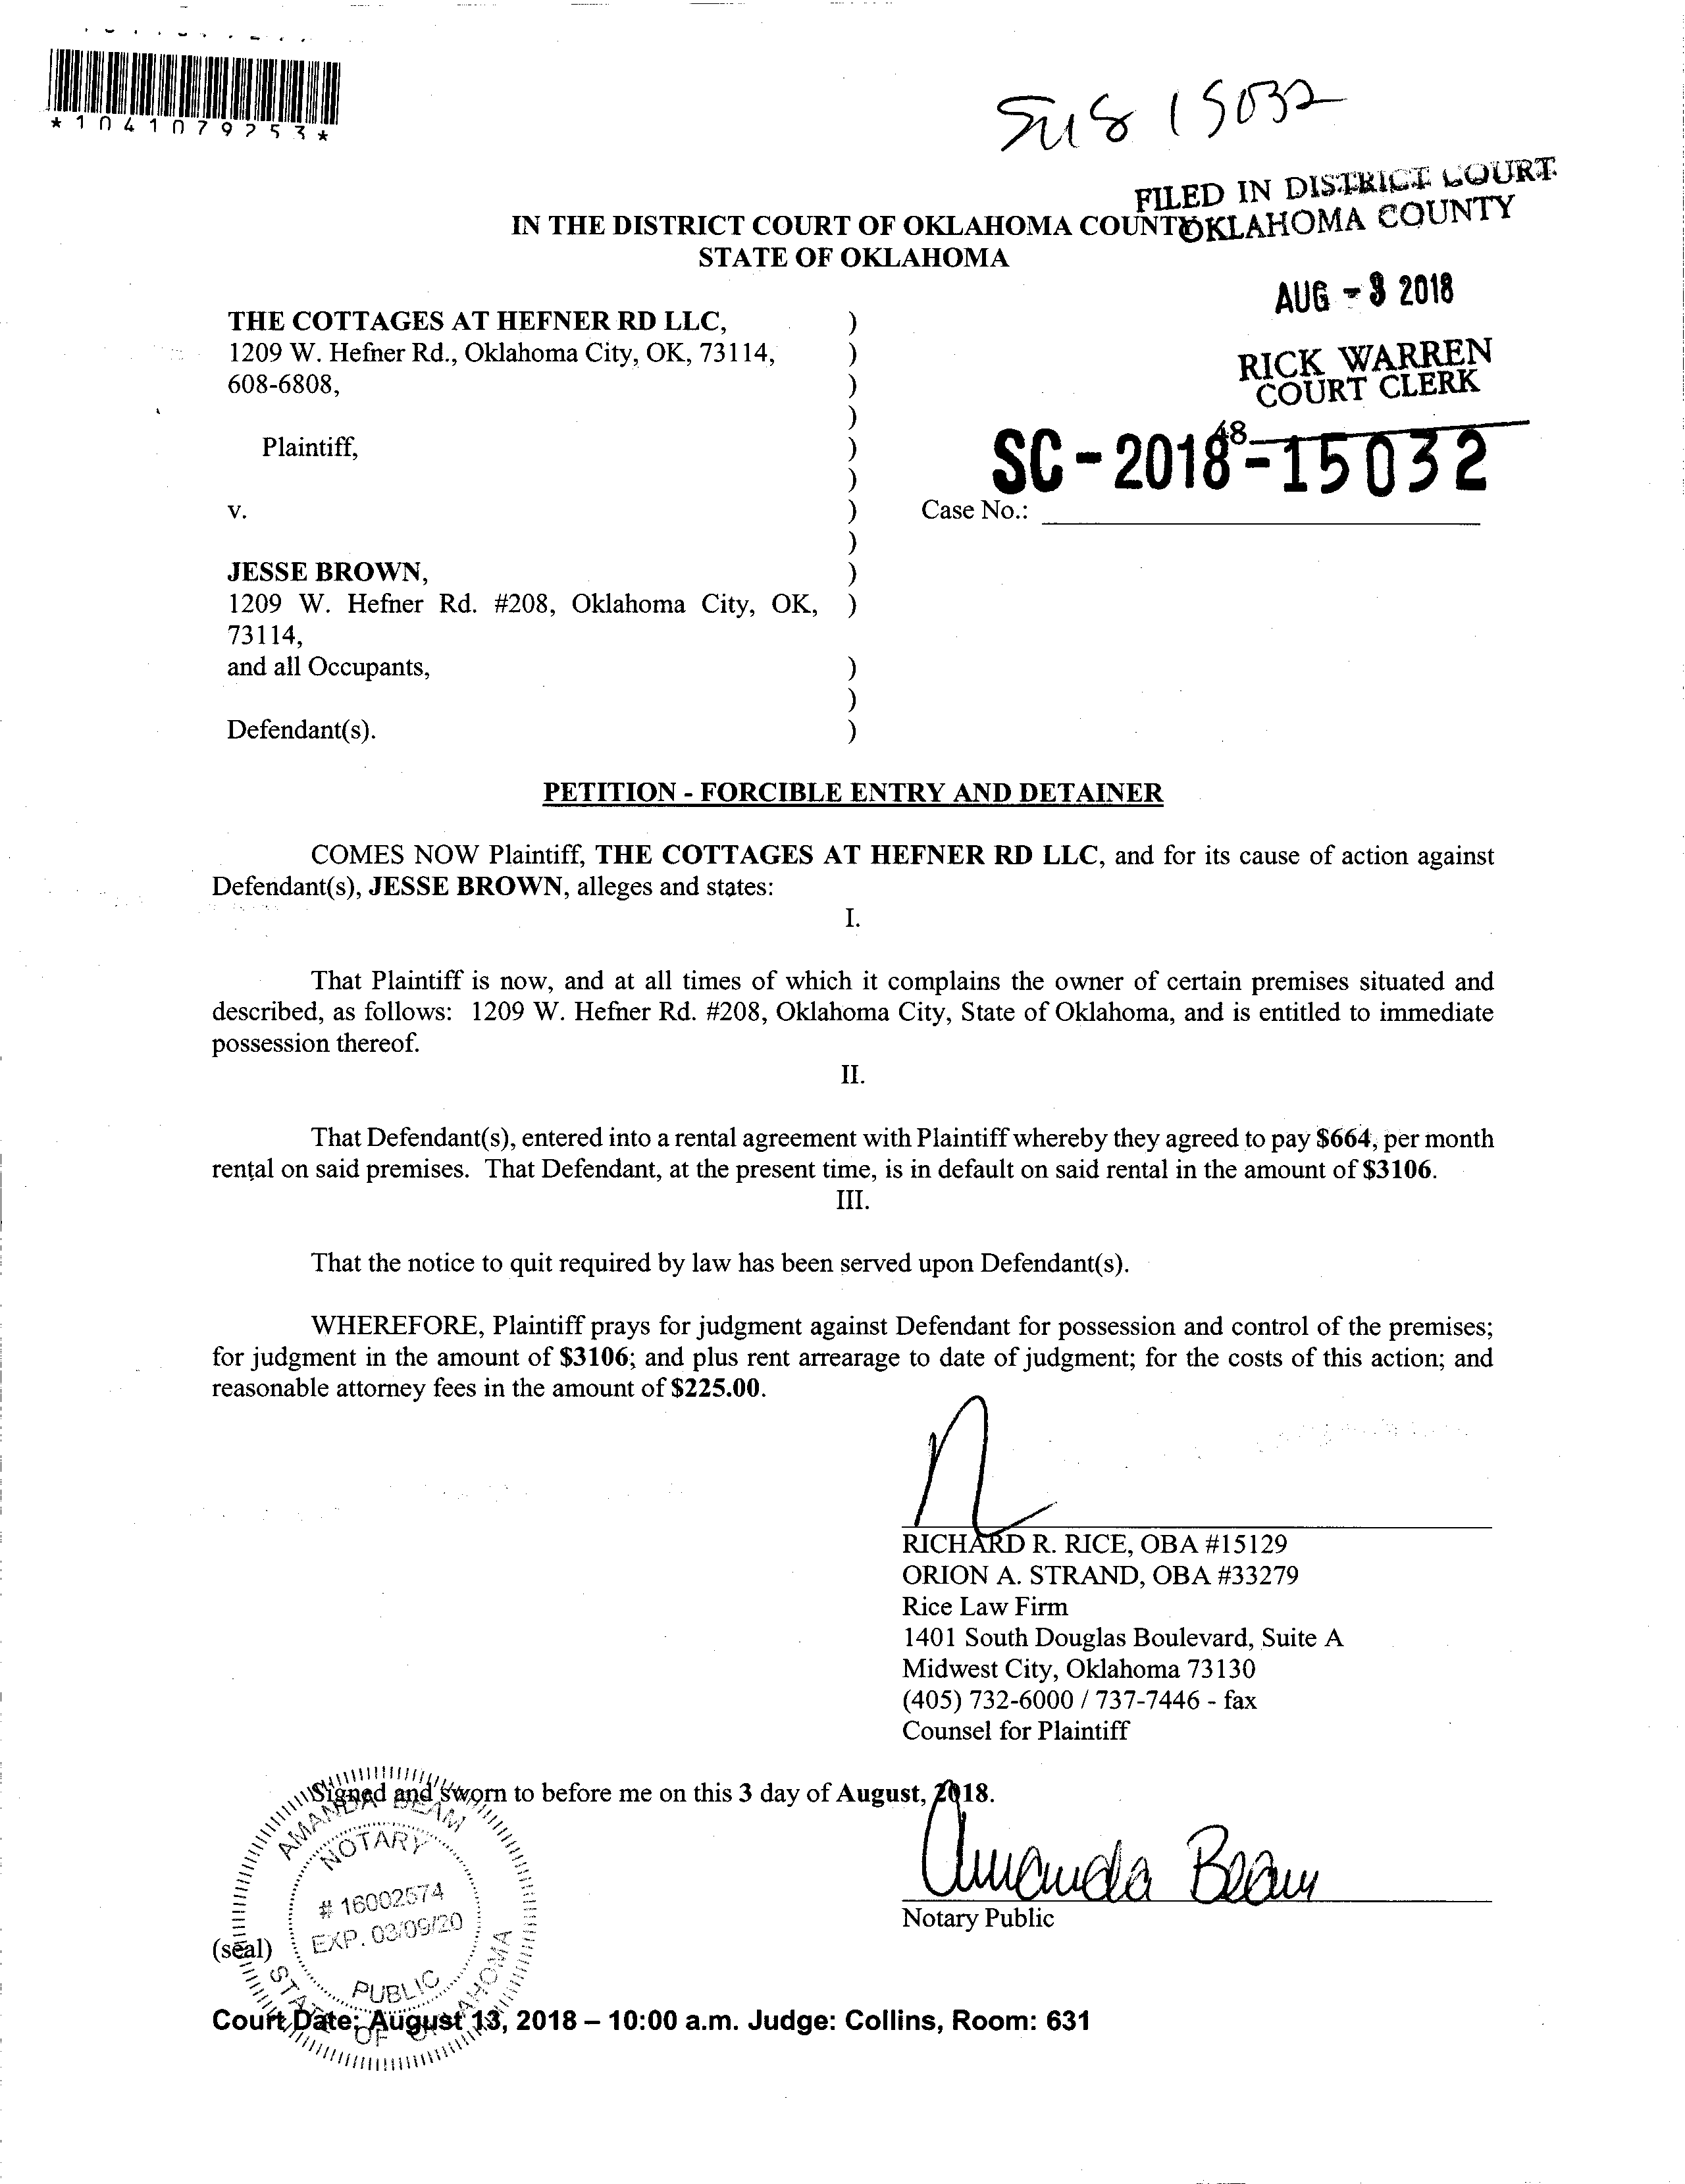 *1041079253*
SC 15032
FILED IN DISTRICT COURT
OKLAHOMA COUNTY
IN THE DISTRICT COURT OF OKLAHOMA COUNTY
STATE OF OKLAHOMA
AUG - 3 2018
RICK WARREN
COURT CLERK
48
SC - 2018 - 15032
THE COTTAGES AT HEFNER RD LLC, )
1209 W. Hefner Rd., Oklahoma City, OK, 73114, )
608-6808, )
)
Plaintiff, )
)
v. ) Case No.:
)
JESSE BROWN, )
1209 W. Hefner Rd. #208, Oklahoma City, OK, )
73114,
and all Occupants, )
)
Defendant(s). )
PETITION - FORCIBLE ENTRY AND DETAINER
COMES NOW Plaintiff, THE COTTAGES AT HEFNER RD LLC, and for its cause of action against
Defendant(s), JESSE BROWN, alleges and states:
I.
That Plaintiff is now, and at all times of which it complains the owner of certain premises situated and
described, as follows: 1209 W. Hefner Rd. #208, Oklahoma City, State of Oklahoma, and is entitled to immediate
possession thereof.
II.
That Defendant(s), entered into a rental agreement with Plaintiff whereby they agreed to pay $664, per month
rental on said premises. That Defendant, at the present time, is in default on said rental in the amount of $3106.
III.
That the notice to quit required by law has been served upon Defendant(s).
WHEREFORE, Plaintiff prays for judgment against Defendant for possession and control of the premises;
for judgment in the amount of $3106; and plus rent arrearage to date of judgment; for the costs of this action; and
reasonable attorney fees in the amount of $225.00.
RICHARD R. RICE, OBA #15129
ORION A. STRAND, OBA #33279
Rice Law Firm
1401 South Douglas Boulevard, Suite A
Midwest City, Oklahoma 73130
(405) 732-6000 / 737-7446 - fax
Counsel for Plaintiff
Signed and sworn to before me on this 3 day of August, 2018.
AMANDA BEAM
NOTARY
# 16002574
EXP. 03/09/20
PUBLIC
STATE OF OKLAHOMA
Amanda Beam
Notary Public
(seal)
Court Date: August 13, 2018 – 10:00 a.m. Judge: Collins, Room: 631